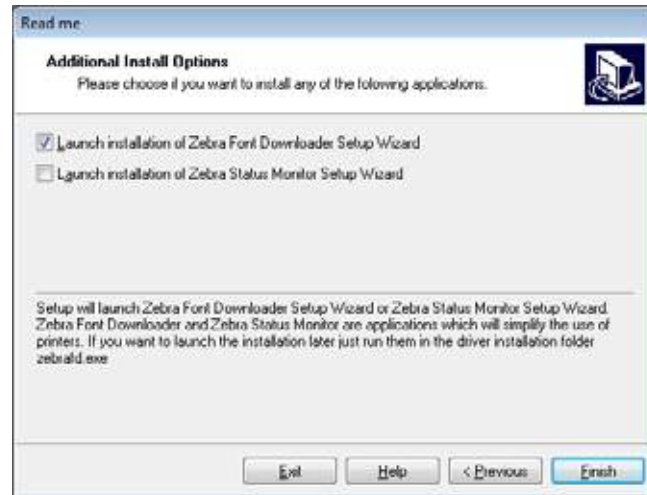 Read me
Additional Install Options
Please choose if you want to install any of the folowing applications.
Launch installation of Zebra Font Downloader Setup Wizard
Launch installation of Zebra Status Monitor Setup Wizard
Setup will launch Zebra Font Downloader Setup Wizard or Zebra Status Monitor Setup Wizard.
Zebra Font Downloader and Zebra Status Monitor are applications which will simplify the use of
printers. If you want to launch the installation later just run them in the driver installation folder
zebrafd.exe
Exit Help < Previous Finish